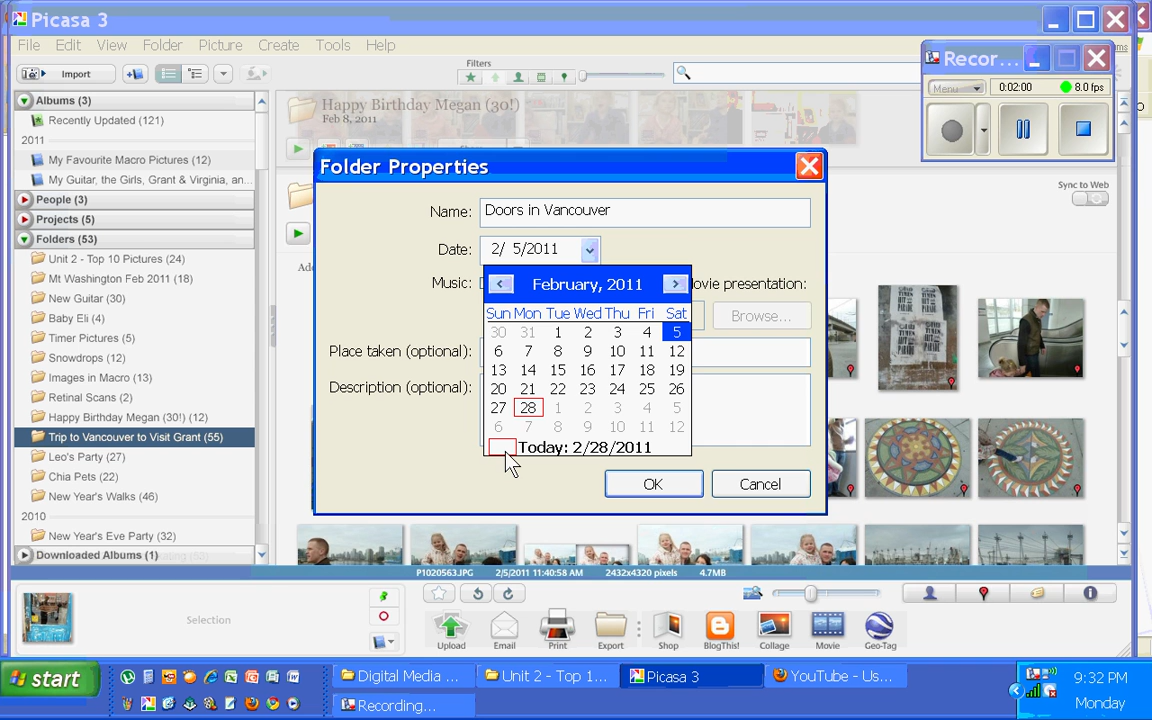 Picasa 3
File Edit View Folder Picture Create Tools Help
Import
Filters
Recor...
Menu 0:02:00 8.0 fps
Albums (3)
Recently Updated (121)
2011
My Favourite Macro Pictures (12)
My Guitar, the Girls, Grant & Virginia, an...
People (3)
Projects (5)
Folders (53)
Unit 2 - Top 10 Pictures (24)
Mt Washington Feb 2011 (18)
New Guitar (30)
Baby Eli (4)
Timer Pictures (5)
Snowdrops (12)
Images in Macro (13)
Retinal Scans (2)
Happy Birthday Megan (30!) (12)
Trip to Vancouver to Visit Grant (55)
Leo's Party (27)
Chia Pets (22)
New Year's Walks (46)
2010
New Year's Eve Party (32)
Downloaded Albums (1)
Happy Birthday Megan (30!)
Feb 8, 2011
Sync to Web
Folder Properties
Name: Doors in Vancouver
Date: 2/ 5/2011
Music: ovie presentation:
Browse...
Place taken (optional):
Description (optional):
February, 2011
Sun Mon Tue Wed Thu Fri Sat
30 31 1 2 3 4 5
6 7 8 9 10 11 12
13 14 15 16 17 18 19
20 21 22 23 24 25 26
27 28 1 2 3 4 5
6 7 8 9 10 11 12
Today: 2/28/2011
OK Cancel
P1020563.JPG 2/5/2011 11:40:58 AM 2432x4320 pixels 4.7MB
Selection
Upload Email Print Export Shop BlogThis! Collage Movie Geo-Tag
start
Digital Media ... Unit 2 - Top 1... Picasa 3 YouTube - Us...
Recording...
9:32 PM
Monday